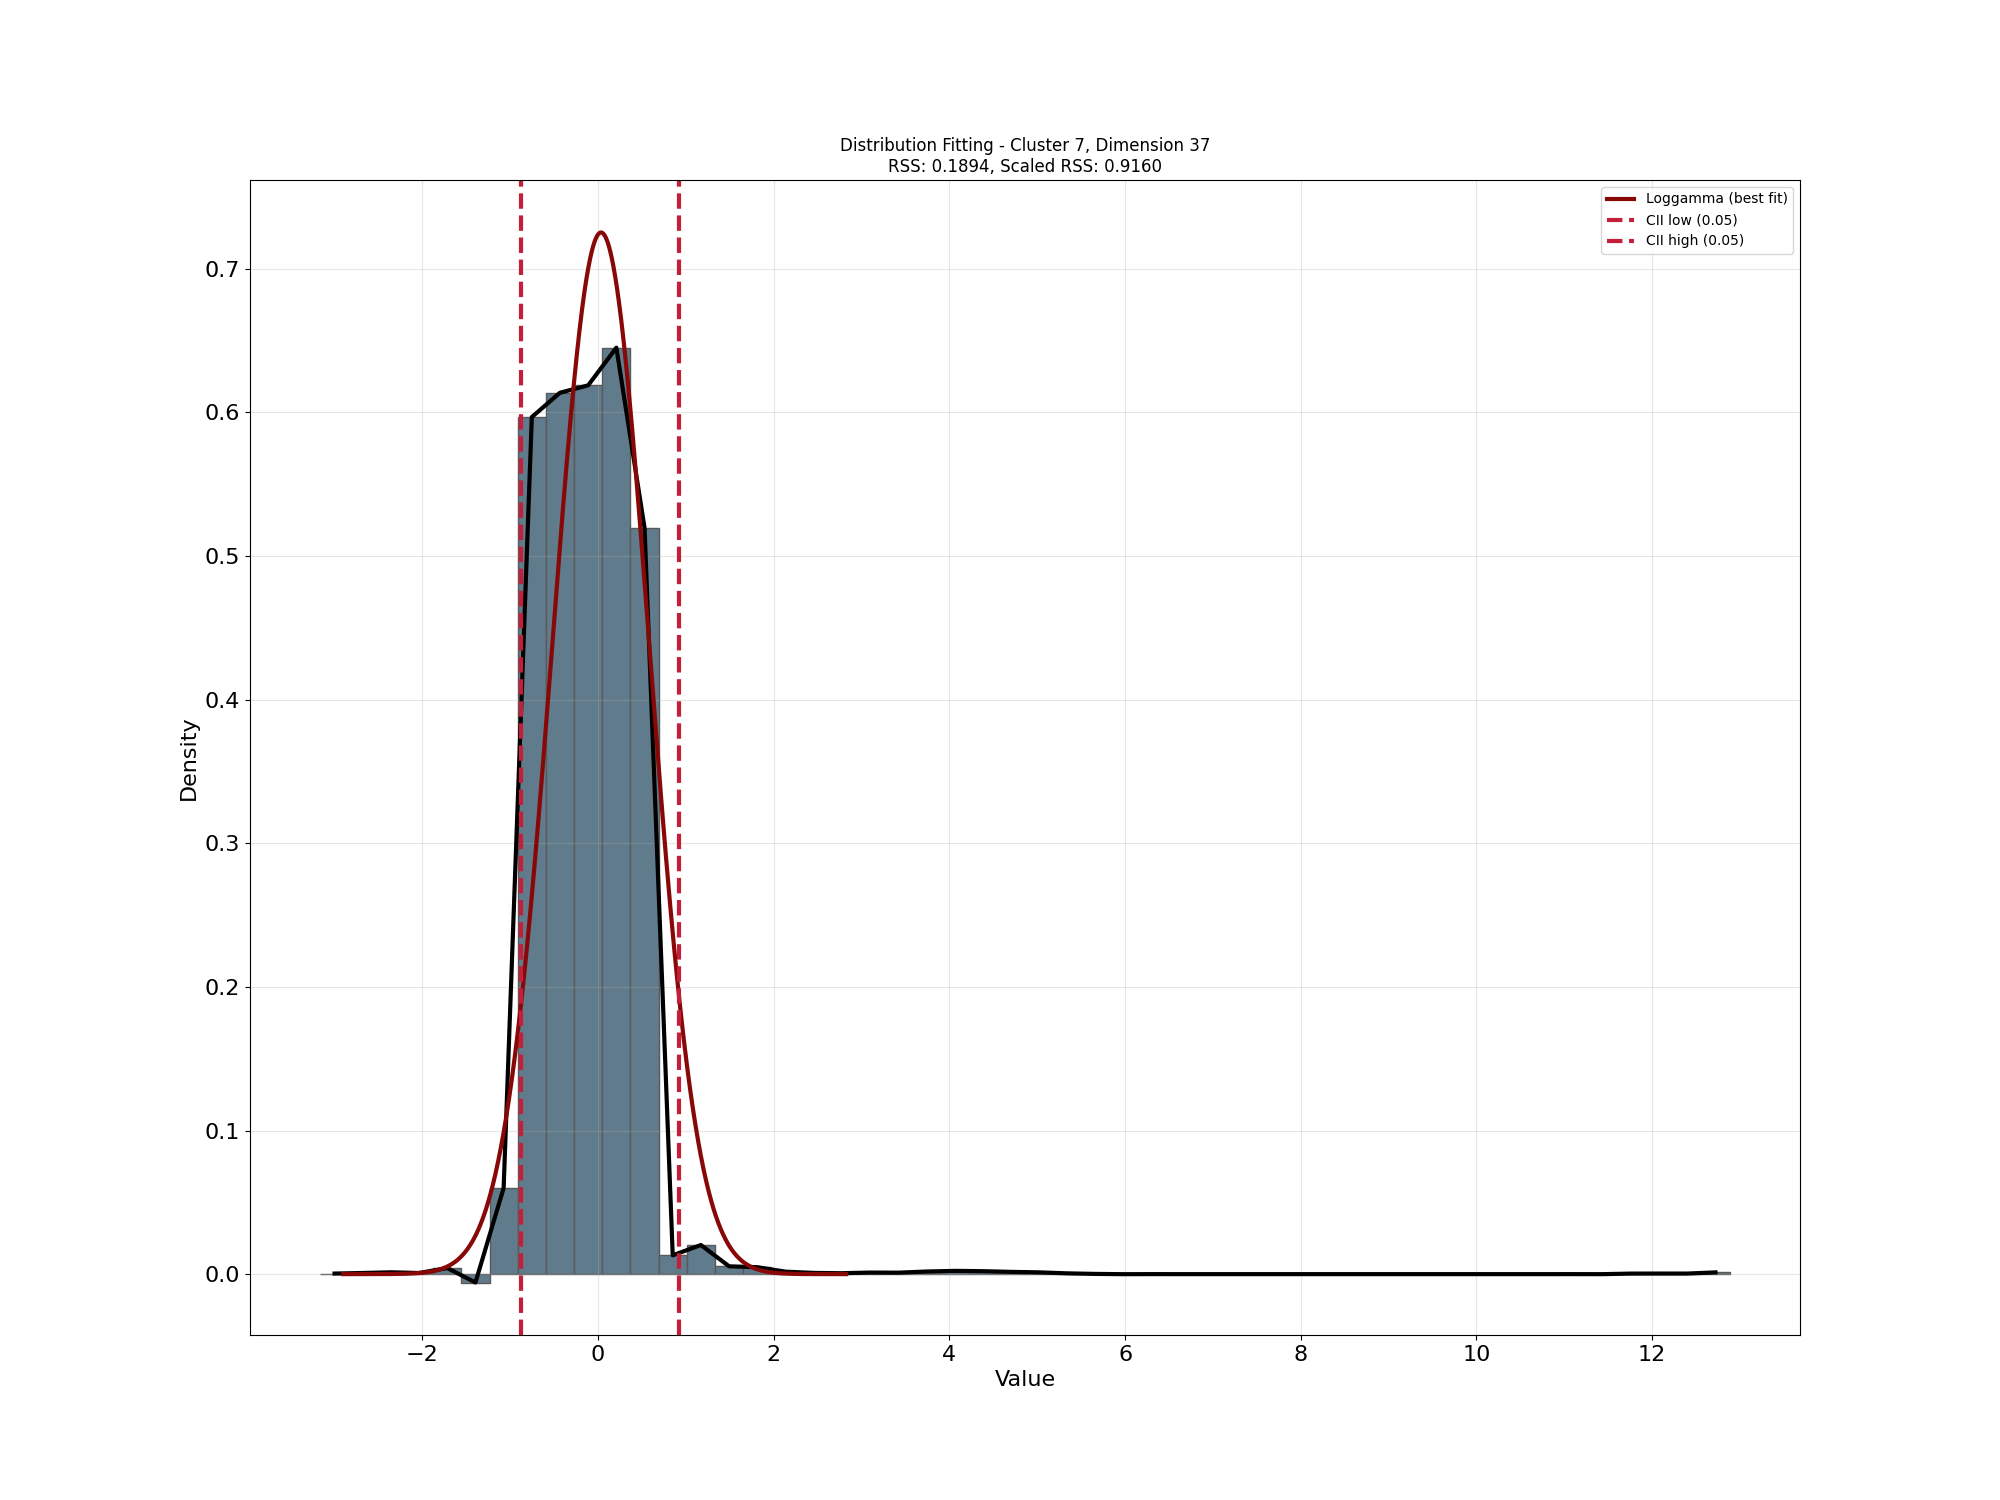 Distribution Fitting - Cluster 7, Dimension 37
RSS: 0.1894, Scaled RSS: 0.9160
Loggamma (best fit)
CII low (0.05)
CII high (0.05)
0.7
0.6
0.5
0.4
0.3
0.2
0.1
0.0
Density
−2 0 2 4 6 8 10 12
Value